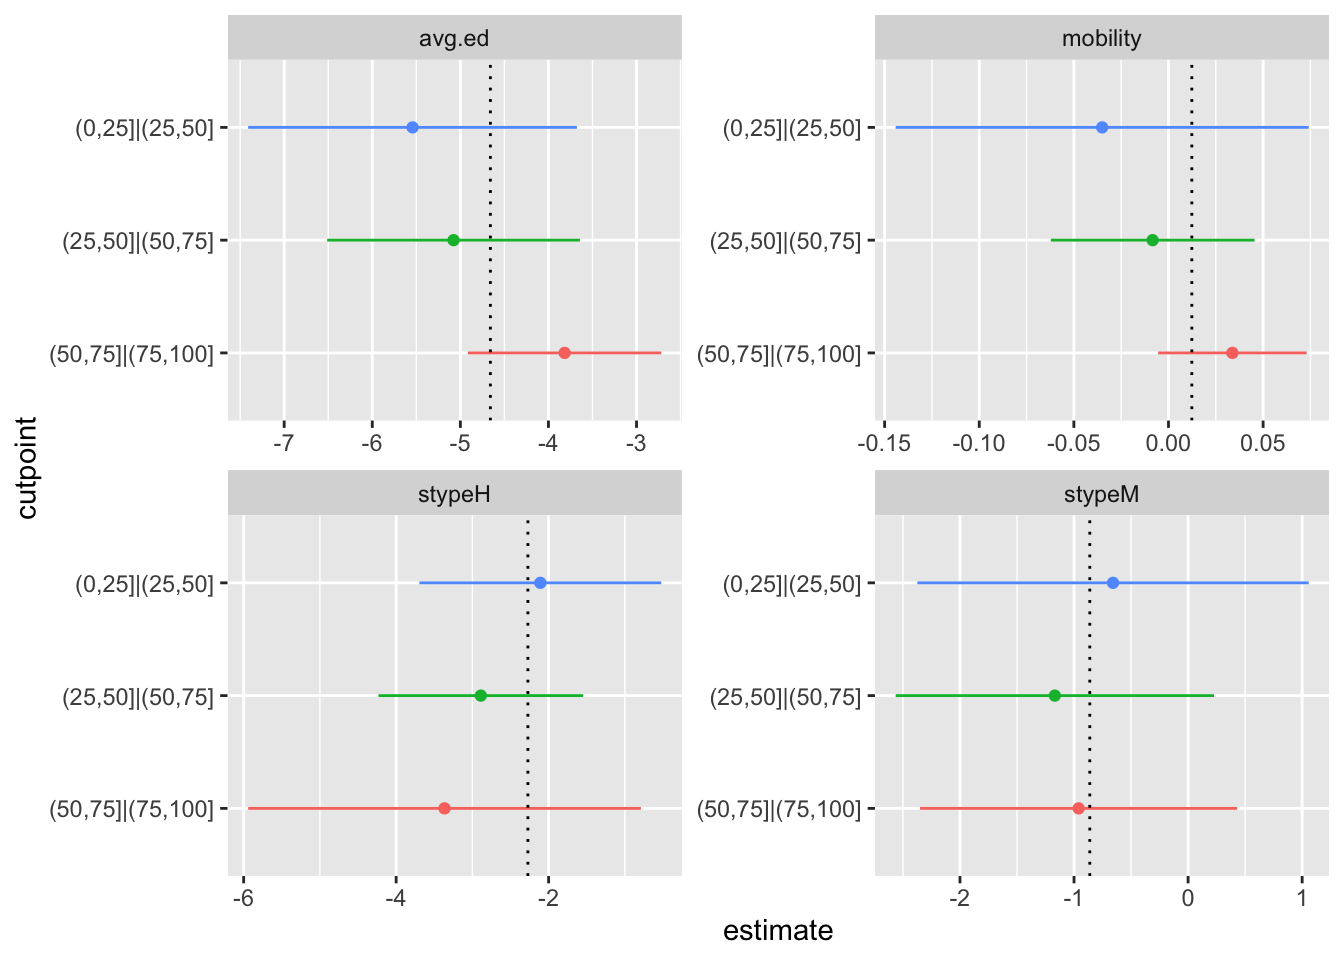 avg.ed
mobility
(0,25]|(25,50]
(25,50]|(50,75]
(50,75]|(75,100]
-7 -6 -5 -4 -3
(0,25]|(25,50]
(25,50]|(50,75]
(50,75]|(75,100]
-0.15 -0.10 -0.05 0.00 0.05
cutpoint
stypeH
stypeM
(0,25]|(25,50]
(25,50]|(50,75]
(50,75]|(75,100]
-6 -4 -2
(0,25]|(25,50]
(25,50]|(50,75]
(50,75]|(75,100]
-2 -1 0 1
estimate